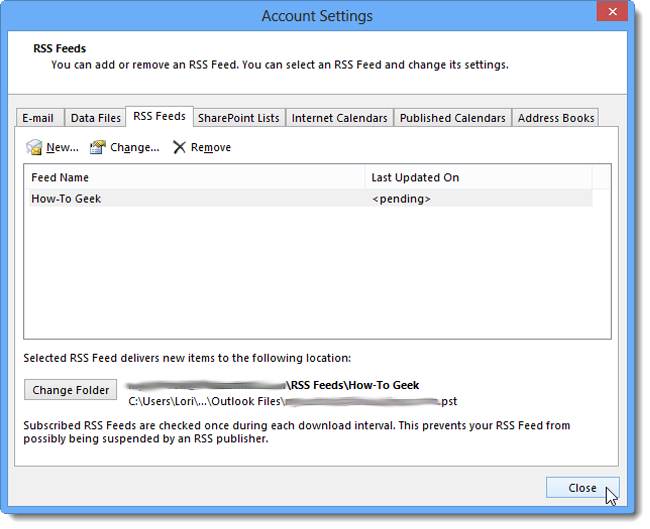 Account Settings
RSS Feeds
You can add or remove an RSS Feed. You can select an RSS Feed and change its settings.
E-mail Data Files RSS Feeds SharePoint Lists Internet Calendars Published Calendars Address Books
New... Change... Remove
Feed Name Last Updated On
How-To Geek <pending>
Selected RSS Feed delivers new items to the following location:
Change Folder \RSS Feeds\How-To Geek
C:\Users\Lori\...\Outlook Files\ .pst
Subscribed RSS Feeds are checked once during each download interval. This prevents your RSS Feed from
possibly being suspended by an RSS publisher.
Close